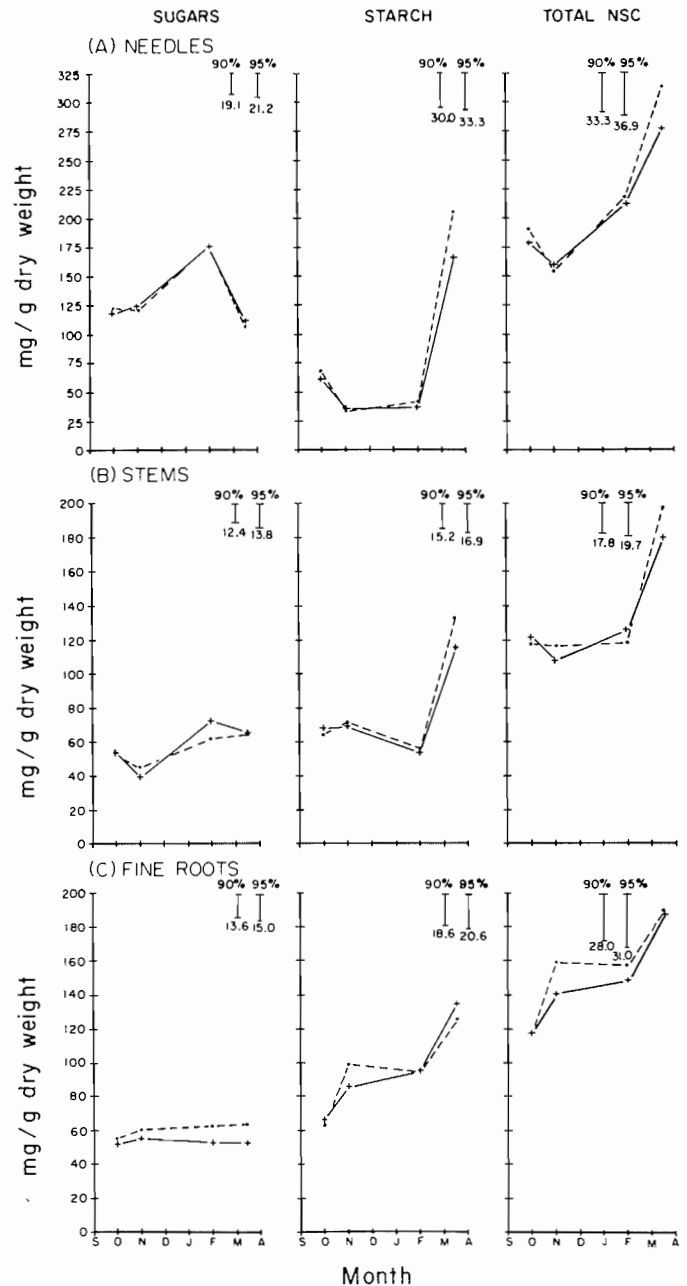 SUGARS STARCH TOTAL NSC
(A) NEEDLES
90% 95% 90% 95% 90% 95%
19.1 21.2 30.0 33.3 33.3 36.9
325
300
275
250
225
200
175
150
125
100
75
50
25
0
mg/g dry weight
(B) STEMS
90% 95% 90% 95% 90% 95%
12.4 13.8 15.2 16.9 17.8 19.7
200
180
160
140
120
100
80
60
40
20
0
mg/g dry weight
(C) FINE ROOTS
90% 95% 90% 95% 90% 95%
13.6 15.0 18.6 20.6 28.0 31.0
200
180
160
140
120
100
80
60
40
20
0
mg/g dry weight
S O N D J F M A S O N D J F M A S O N D J F M A
Month